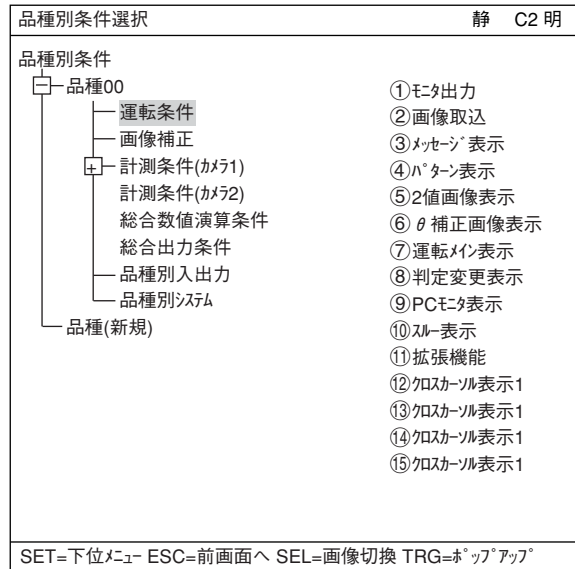 品種別条件選択 静 C2 明
品種別条件
品種00
運転条件
画像補正
計測条件(ｶﾒﾗ1)
計測条件(ｶﾒﾗ2)
総合数値演算条件
総合出力条件
品種別入出力
品種別ｼｽﾃﾑ
品種(新規)
①ﾓﾆﾀ出力
②画像取込
③ﾒｯｾｰｼﾞ表示
④ﾊﾟﾀｰﾝ表示
⑤2値画像表示
⑥θ補正画像表示
⑦運転ﾒｲﾝ表示
⑧判定変更表示
⑨PCﾓﾆﾀ表示
⑩ｽﾙｰ表示
⑪拡張機能
⑫ｸﾛｽｶｰｿﾙ表示1
⑬ｸﾛｽｶｰｿﾙ表示1
⑭ｸﾛｽｶｰｿﾙ表示1
⑮ｸﾛｽｶｰｿﾙ表示1
SET=下位ﾒﾆｭｰ ESC=前画面へ SEL=画像切換 TRG=ﾎﾟｯﾌﾟｱｯﾌﾟ